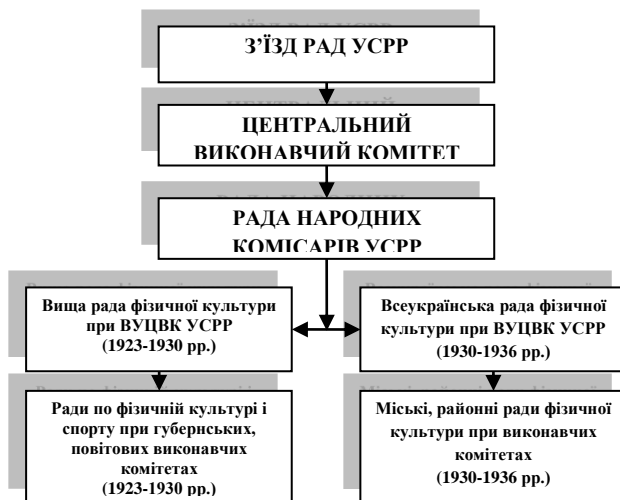 З’ЇЗД РАД УСРР
ЦЕНТРАЛЬНИЙ
ВИКОНАВЧИЙ КОМІТЕТ
РАДА НАРОДНИХ
КОМІСАРІВ УСРР
Вища рада фізичної культури
при ВУЦВК УСРР
(1923-1930 рр.)
Всеукраїнська рада фізичної
культури при ВУЦВК УСРР
(1930-1936 рр.)
Ради по фізичній культурі і
спорту при губернських,
повітових виконавчих
комітетах
(1923-1930 рр.)
Міські, районні ради фізичної
культури при виконавчих
комітетах
(1930-1936 рр.)